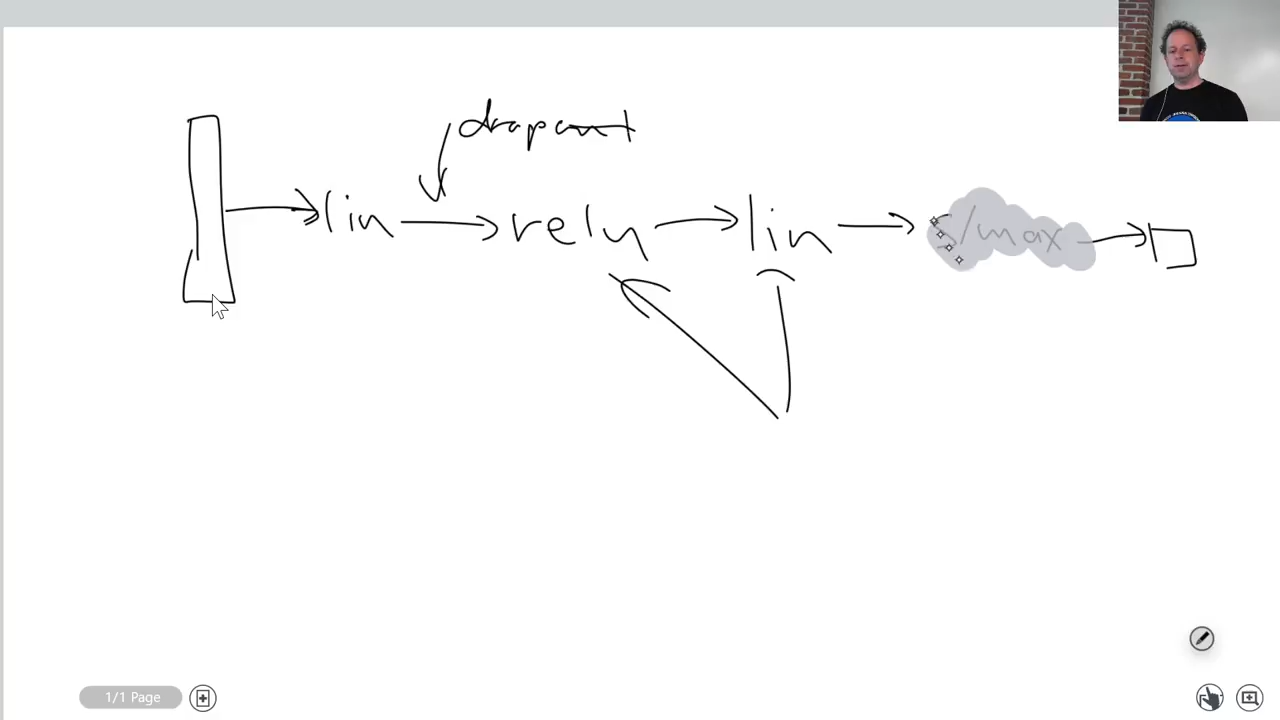 dropout
lin relu lin s/max
1/1 Page